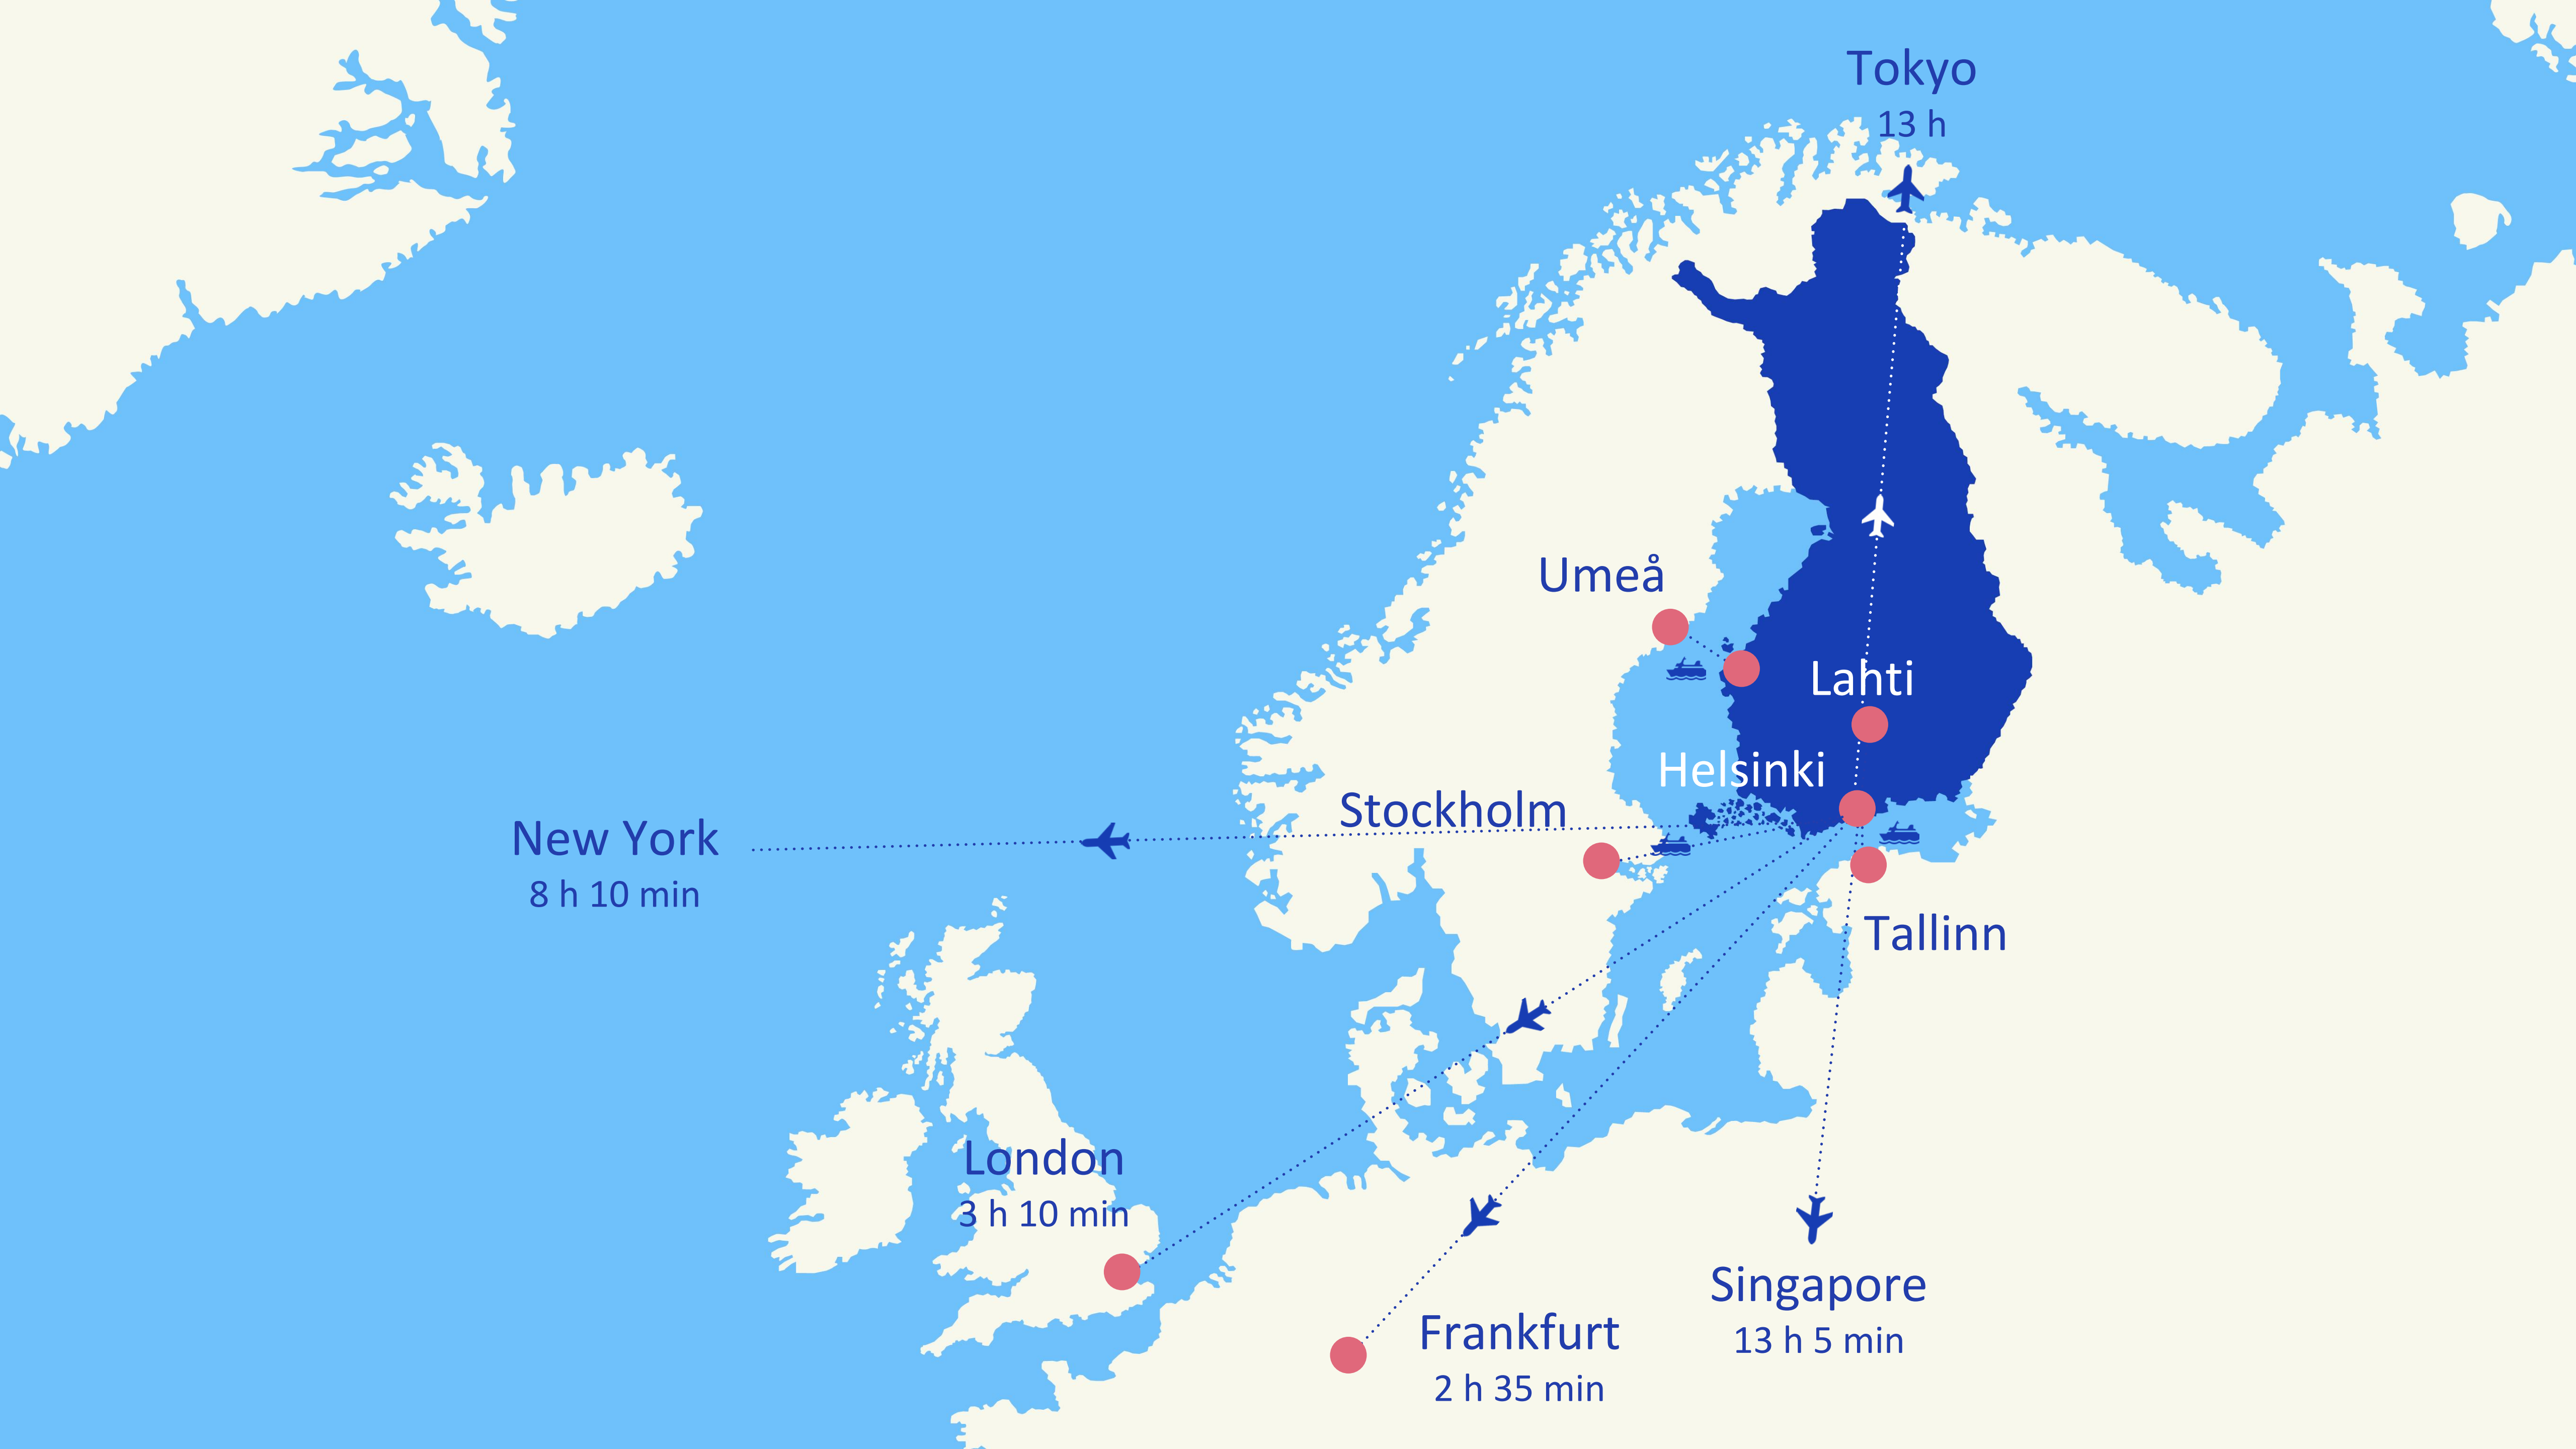 Tokyo
13 h
Umeå
Lahti
Helsinki
Stockholm
New York
8 h 10 min
Tallinn
London
3 h 10 min
Singapore
13 h 5 min
Frankfurt
2 h 35 min